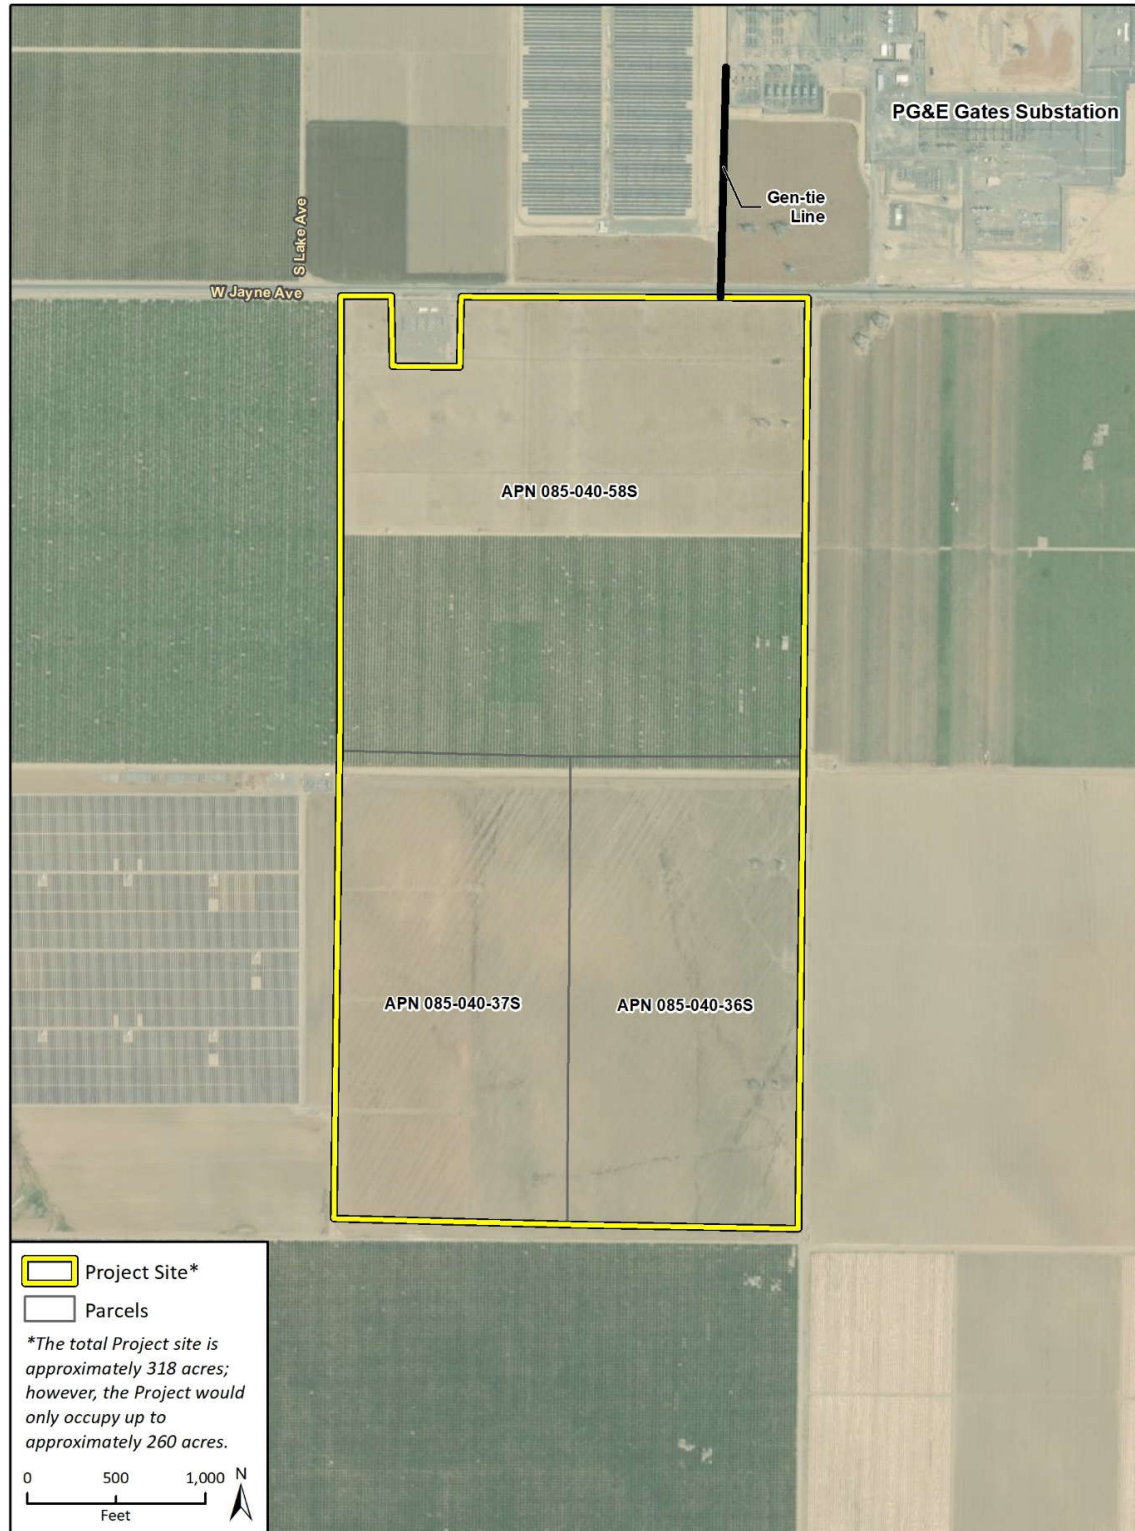 PG&E Gates Substation
Gen-tie
Line
S Lake Ave
W Jayne Ave
APN 085-040-58S
APN 085-040-37S
APN 085-040-36S
Project Site*
Parcels
*The total Project site is
approximately 318 acres;
however, the Project would
only occupy up to
approximately 260 acres.
0 500 1,000 N
Feet